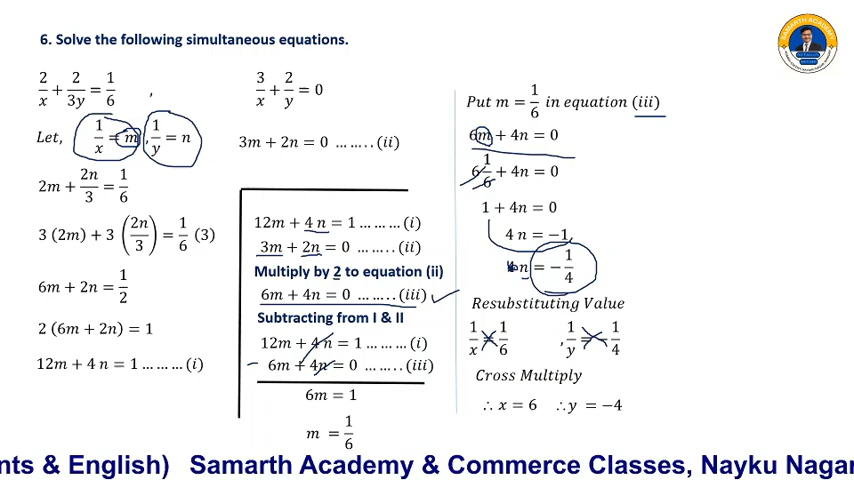 6. Solve the following simultaneous equations.
2/x + 2/3y = 1/6 ,
Let, 1/x = m , 1/y = n
2m + 2n/3 = 1/6
3 (2m) + 3 (2n/3) = 1/6 (3)
6m + 2n = 1/2
2 (6m + 2n) = 1
12m + 4 n = 1 ... ... ... (i)
3/x + 2/y = 0
3m + 2n = 0 ... ... .. (ii)
12m + 4 n = 1 ... ... ... (i)
3m + 2n = 0 ... ... .. (ii)
Multiply by 2 to equation (ii)
6m + 4n = 0 ... ... .. (iii)
Subtracting from I & II
12m + 4 n = 1 ... ... ... (i)
− 6m + 4n = 0 ... ... .. (iii)
6m = 1
m = 1/6
Put m = 1/6 in equation (iii)
6m + 4n = 0
6 1/6 + 4n = 0
1 + 4n = 0
4 n = −1,
n = − 1/4
Resubstituting Value
1/x = 1/6 , 1/y = − 1/4
Cross Multiply
∴ x = 6 ∴ y = −4
SAMARTH ACADEMY
nts & English) Samarth Academy & Commerce Classes, Nayku Nagar